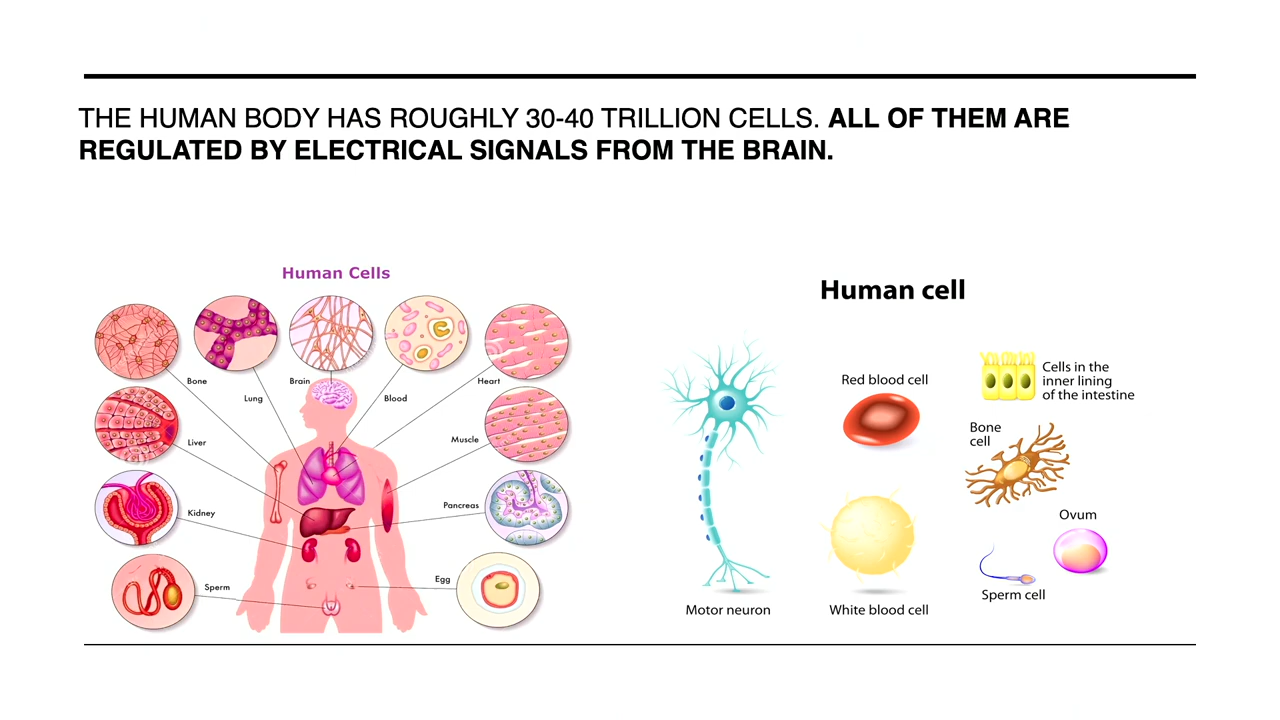 THE HUMAN BODY HAS ROUGHLY 30-40 TRILLION CELLS. ALL OF THEM ARE
REGULATED BY ELECTRICAL SIGNALS FROM THE BRAIN.
Human Cells
Bone
Lung
Brain
Blood
Heart
Liver
Muscle
Kidney
Pancreas
Sperm
Egg
Human cell
Red blood cell
Cells in the
inner lining
of the intestine
Bone
cell
Ovum
Sperm cell
Motor neuron
White blood cell